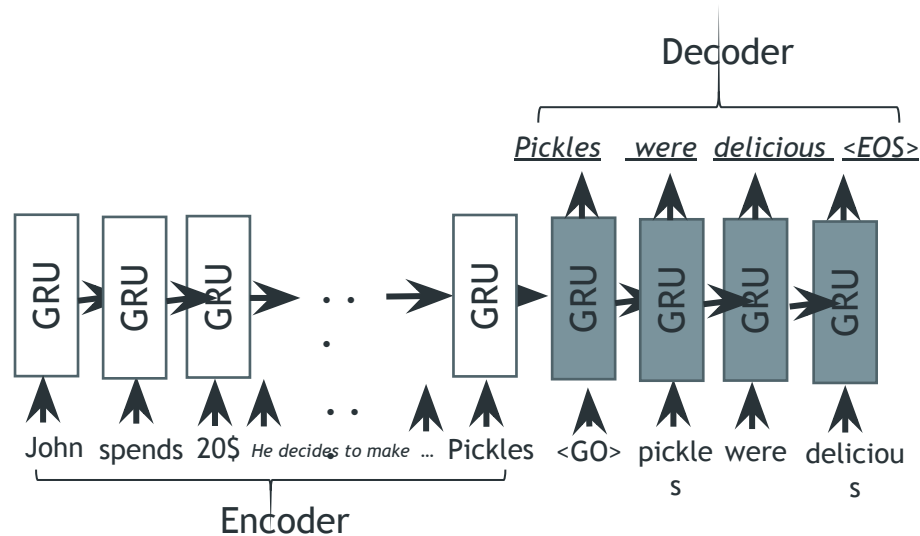 Decoder
Pickles were delicious <EOS>
GRU GRU GRU GRU GRU GRU GRU GRU
. .
.
. .
.
John spends 20$ He decides to make … Pickles <GO> pickle were deliciou
s s
Encoder